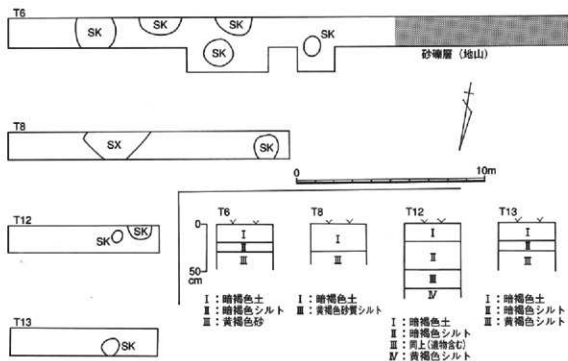 T6
SK
SK
SK
SK
SK
砂礫層(地山)
T8
SX
SK
0 10m
T12
SK
SK
T13
SK
0
50
cm
T6
I
II
III
I:暗褐色土
II:暗褐色シルト
III:黄褐色砂
T8
I
III
I:暗褐色土
III:黄褐色砂質シルト
T12
I
II
III
IV
I:暗褐色土
II:暗褐色シルト
III:同上(遺物含む)
IV:黄褐色シルト
T13
I
II
III
I:暗褐色土
II:暗褐色シルト
III:黄褐色シルト